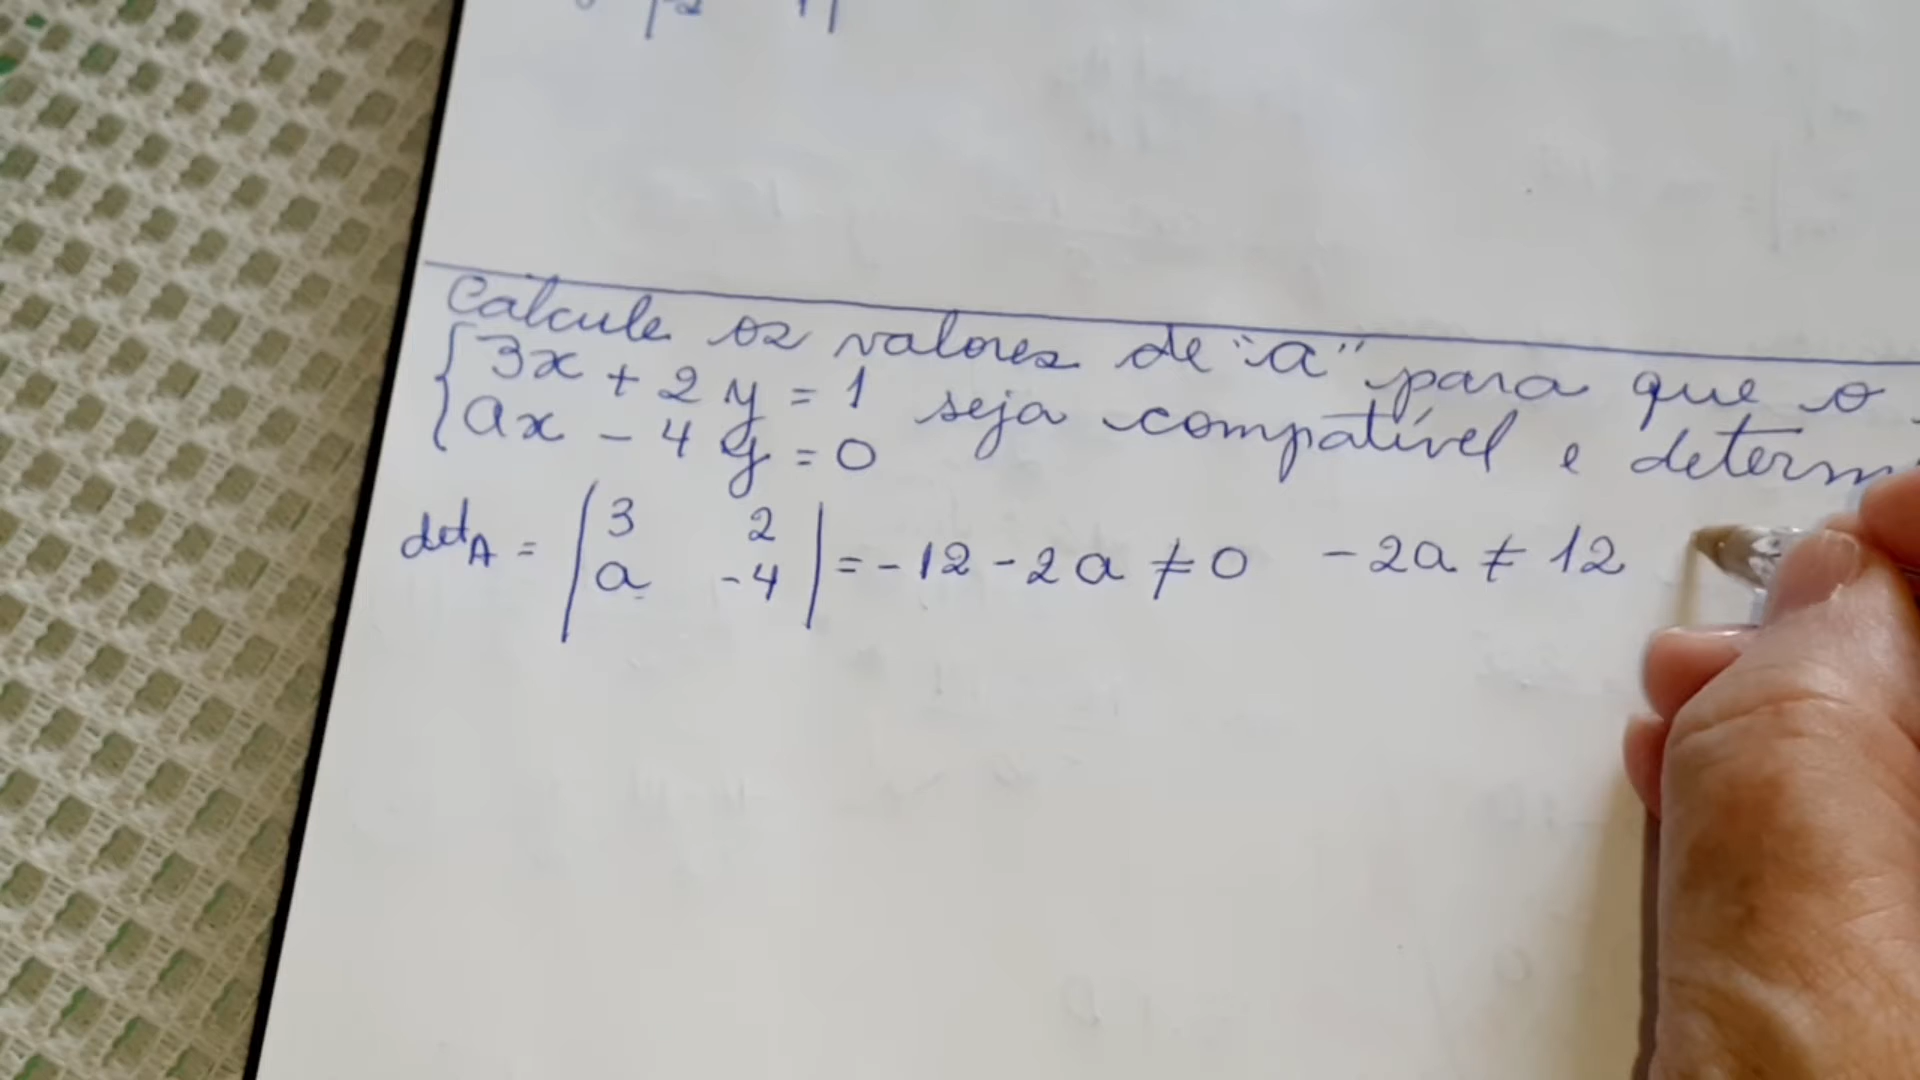 Calcule os valores de "a" para que o
{3x + 2y = 1 seja compatível e determ
{ax - 4y = 0
detA = |3 2| = -12 - 2a ≠ 0 -2a ≠ 12
|a -4|